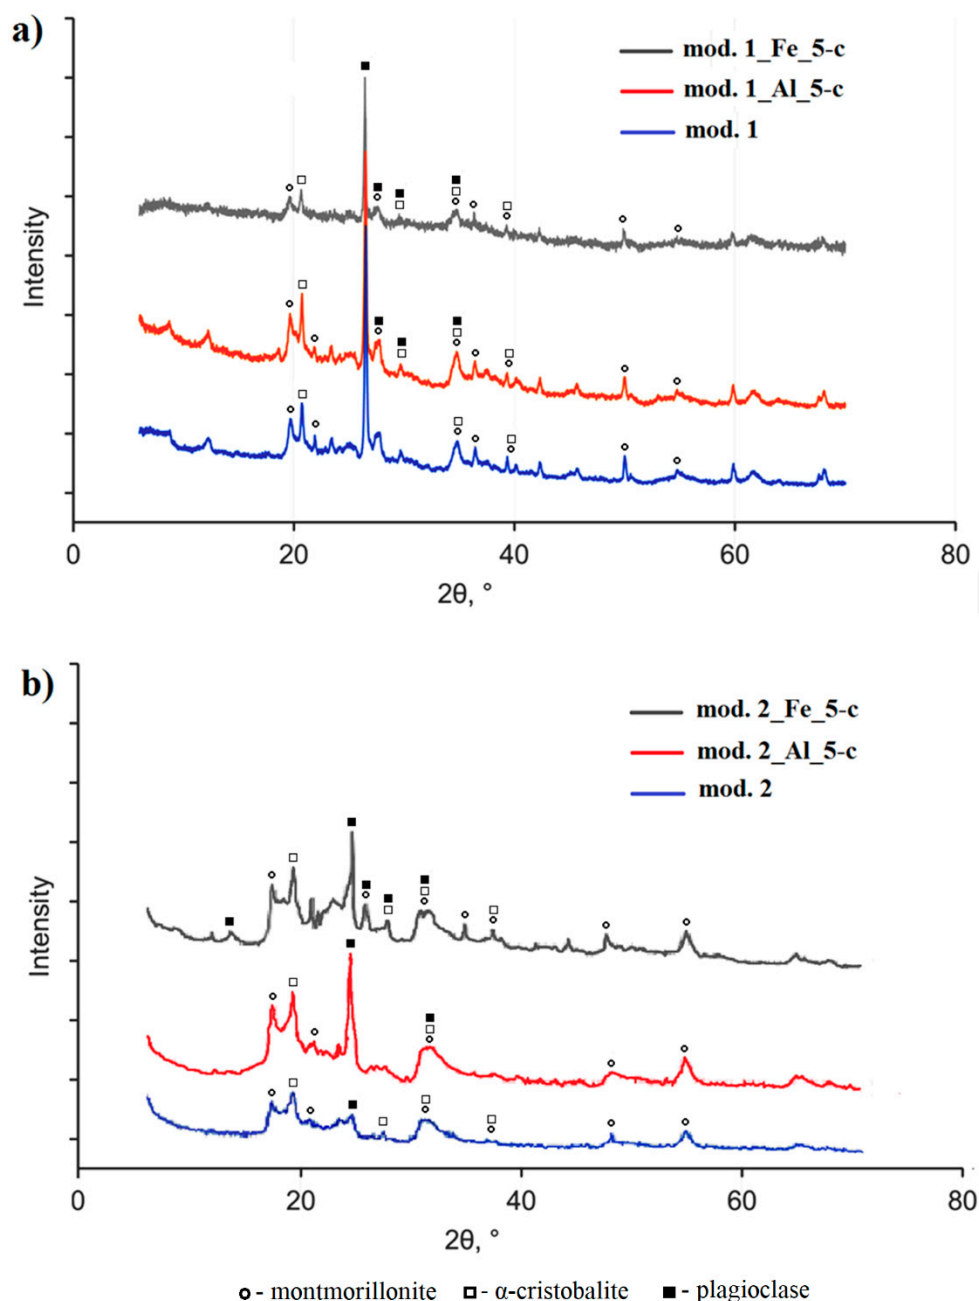 a)
mod. 1_Fe_5-c
mod. 1_Al_5-c
mod. 1
Intensity
0
20
40
60
80
2θ, °
b)
mod. 2_Fe_5-c
mod. 2_Al_5-c
mod. 2
Intensity
0
20
40
60
80
2θ, °
- montmorillonite
- α-cristobalite
- plagioclase